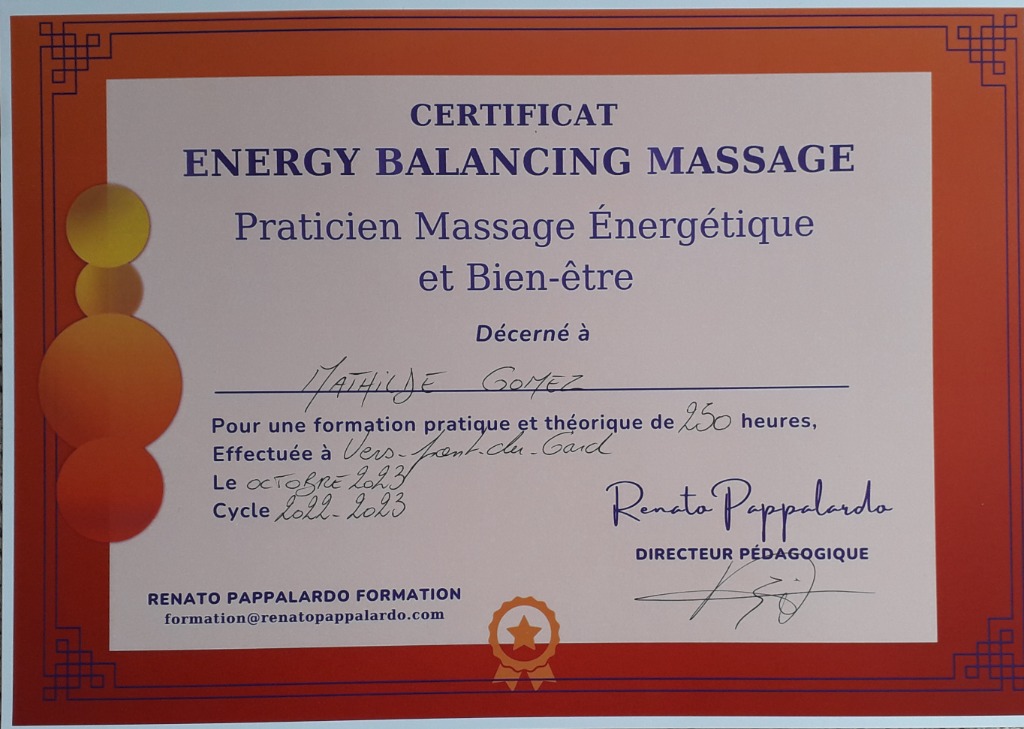 CERTIFICAT
ENERGY BALANCING MASSAGE
Praticien Massage Énergétique
et Bien-être
Décerné à
MATHILDE GOMEZ
Pour une formation pratique et théorique de 250 heures,
Effectuée à Vers-pont-du-Gard
Le OCTOBRE 2023
Cycle 2022-2023
Renato Pappalardo
DIRECTEUR PÉDAGOGIQUE
RENATO PAPPALARDO FORMATION
formation@renatopappalardo.com